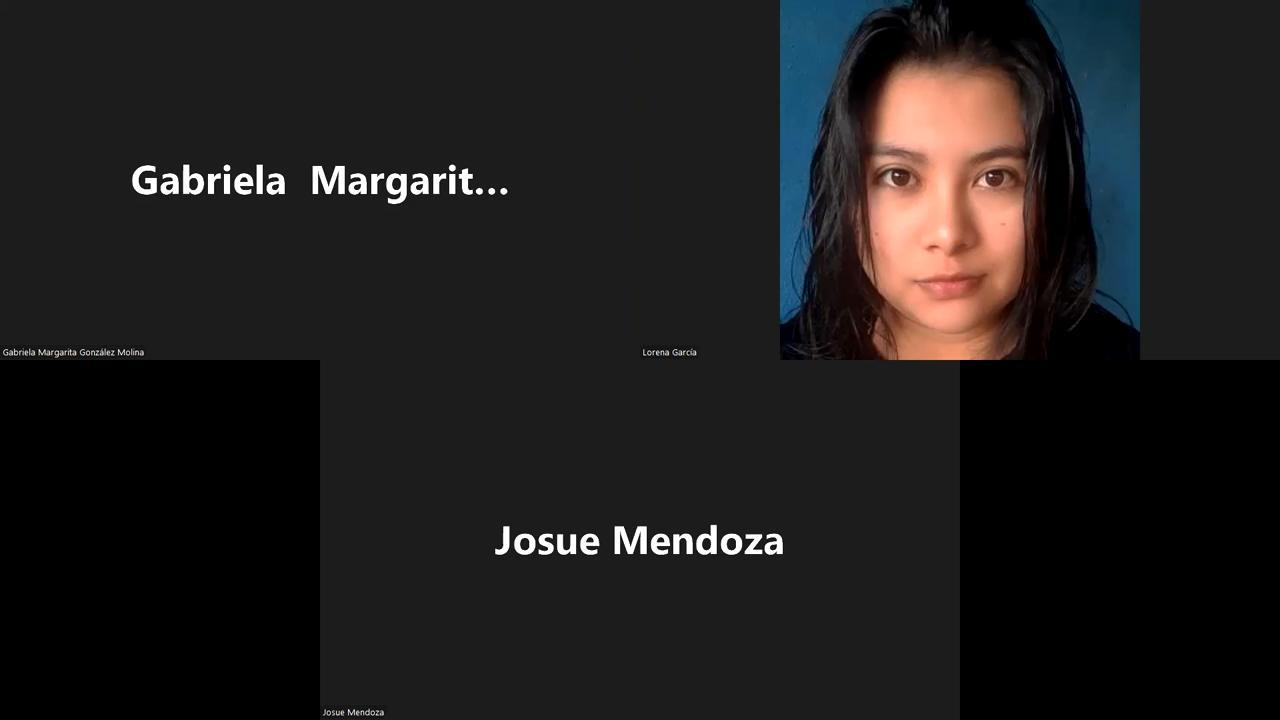 Gabriela  Margarit...
Gabriela Margarita González Molina
Lorena García
Josue Mendoza
Josue Mendoza